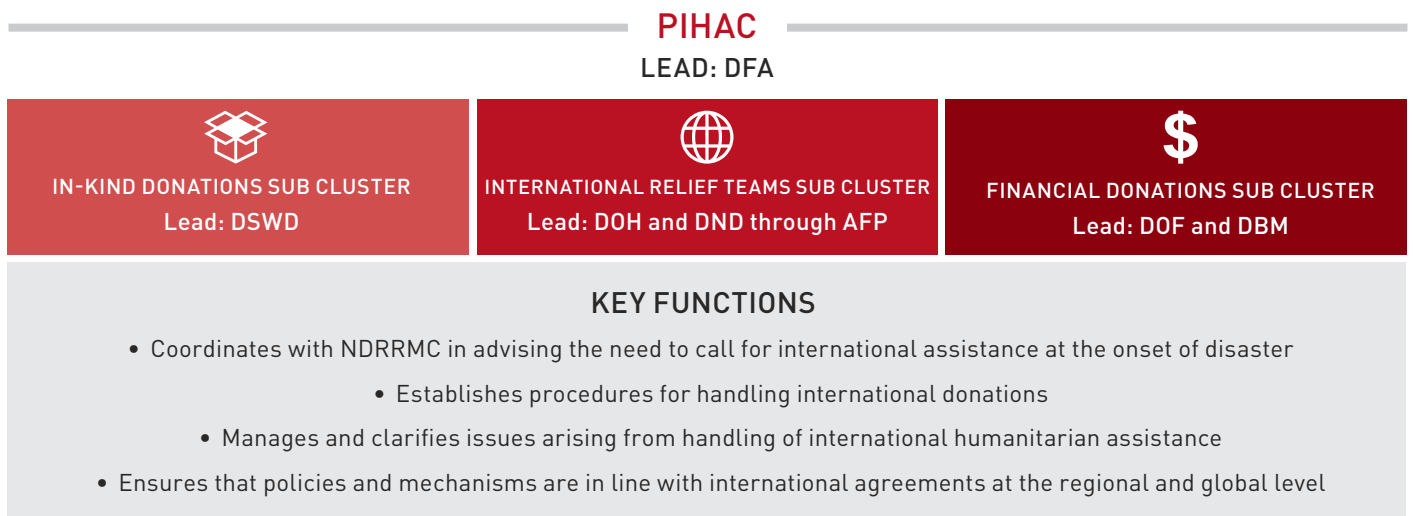 PIHAC
LEAD: DFA
IN-KIND DONATIONS SUB CLUSTER
Lead: DSWD
INTERNATIONAL RELIEF TEAMS SUB CLUSTER
Lead: DOH and DND through AFP
$
FINANCIAL DONATIONS SUB CLUSTER
Lead: DOF and DBM
KEY FUNCTIONS
• Coordinates with NDRRMC in advising the need to call for international assistance at the onset of disaster
• Establishes procedures for handling international donations
• Manages and clarifies issues arising from handling of international humanitarian assistance
• Ensures that policies and mechanisms are in line with international agreements at the regional and global level